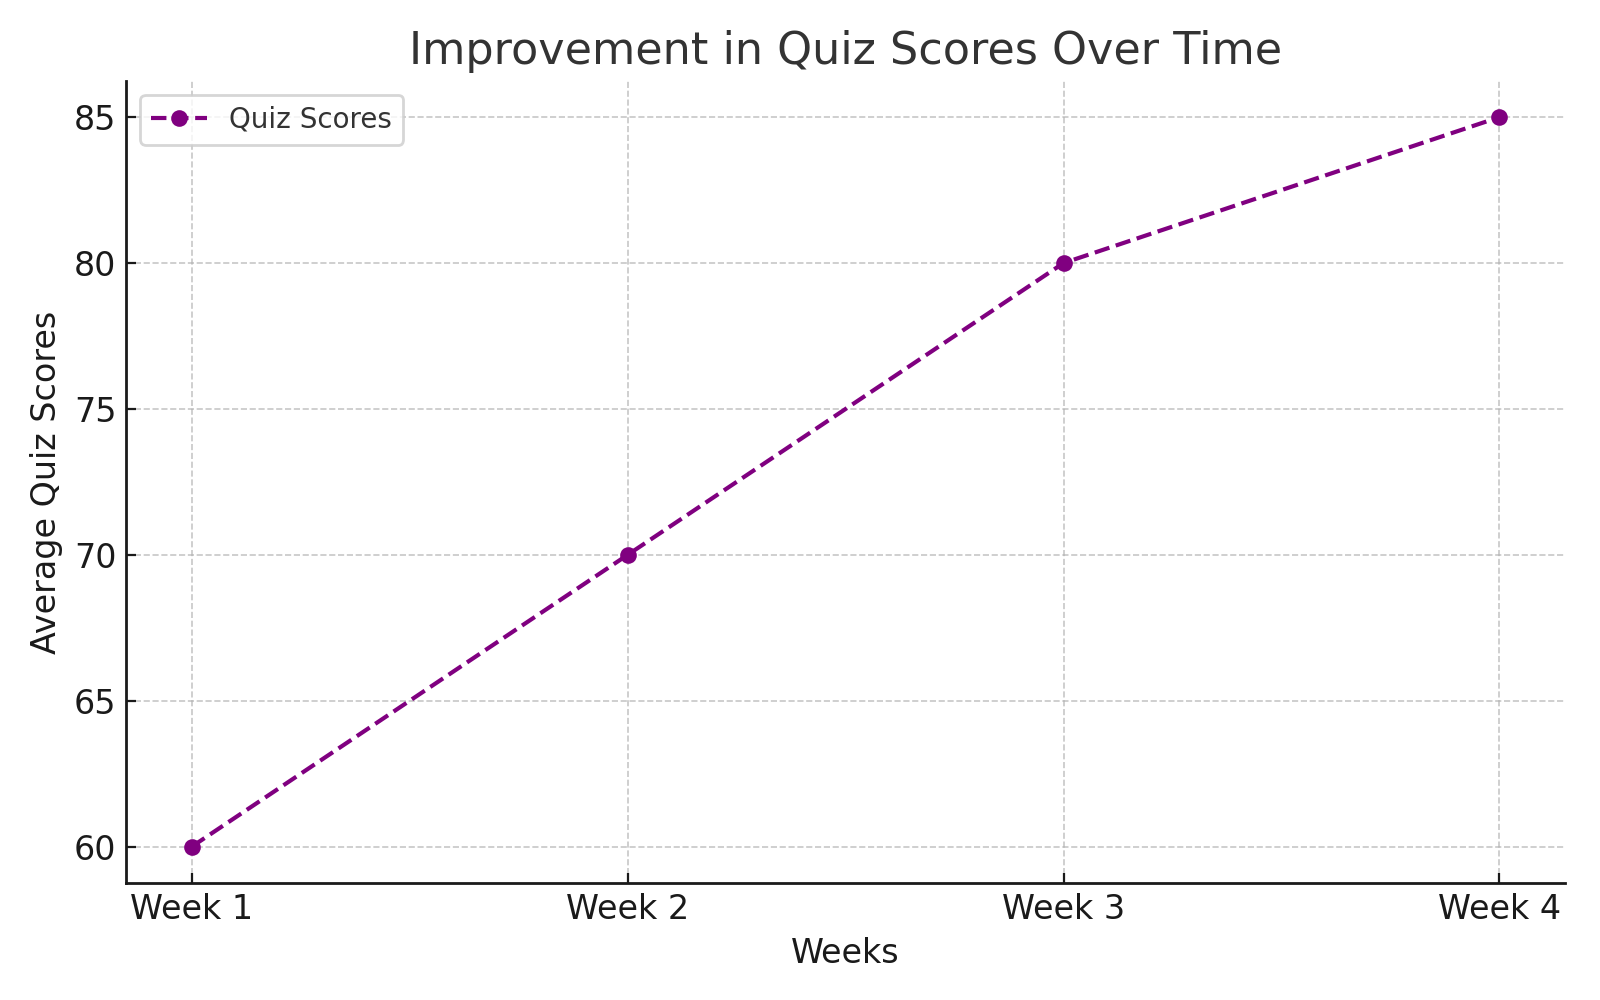 Improvement in Quiz Scores Over Time
Quiz Scores
85
80
75
70
65
60
Average Quiz Scores
Week 1 Week 2 Week 3 Week 4
Weeks